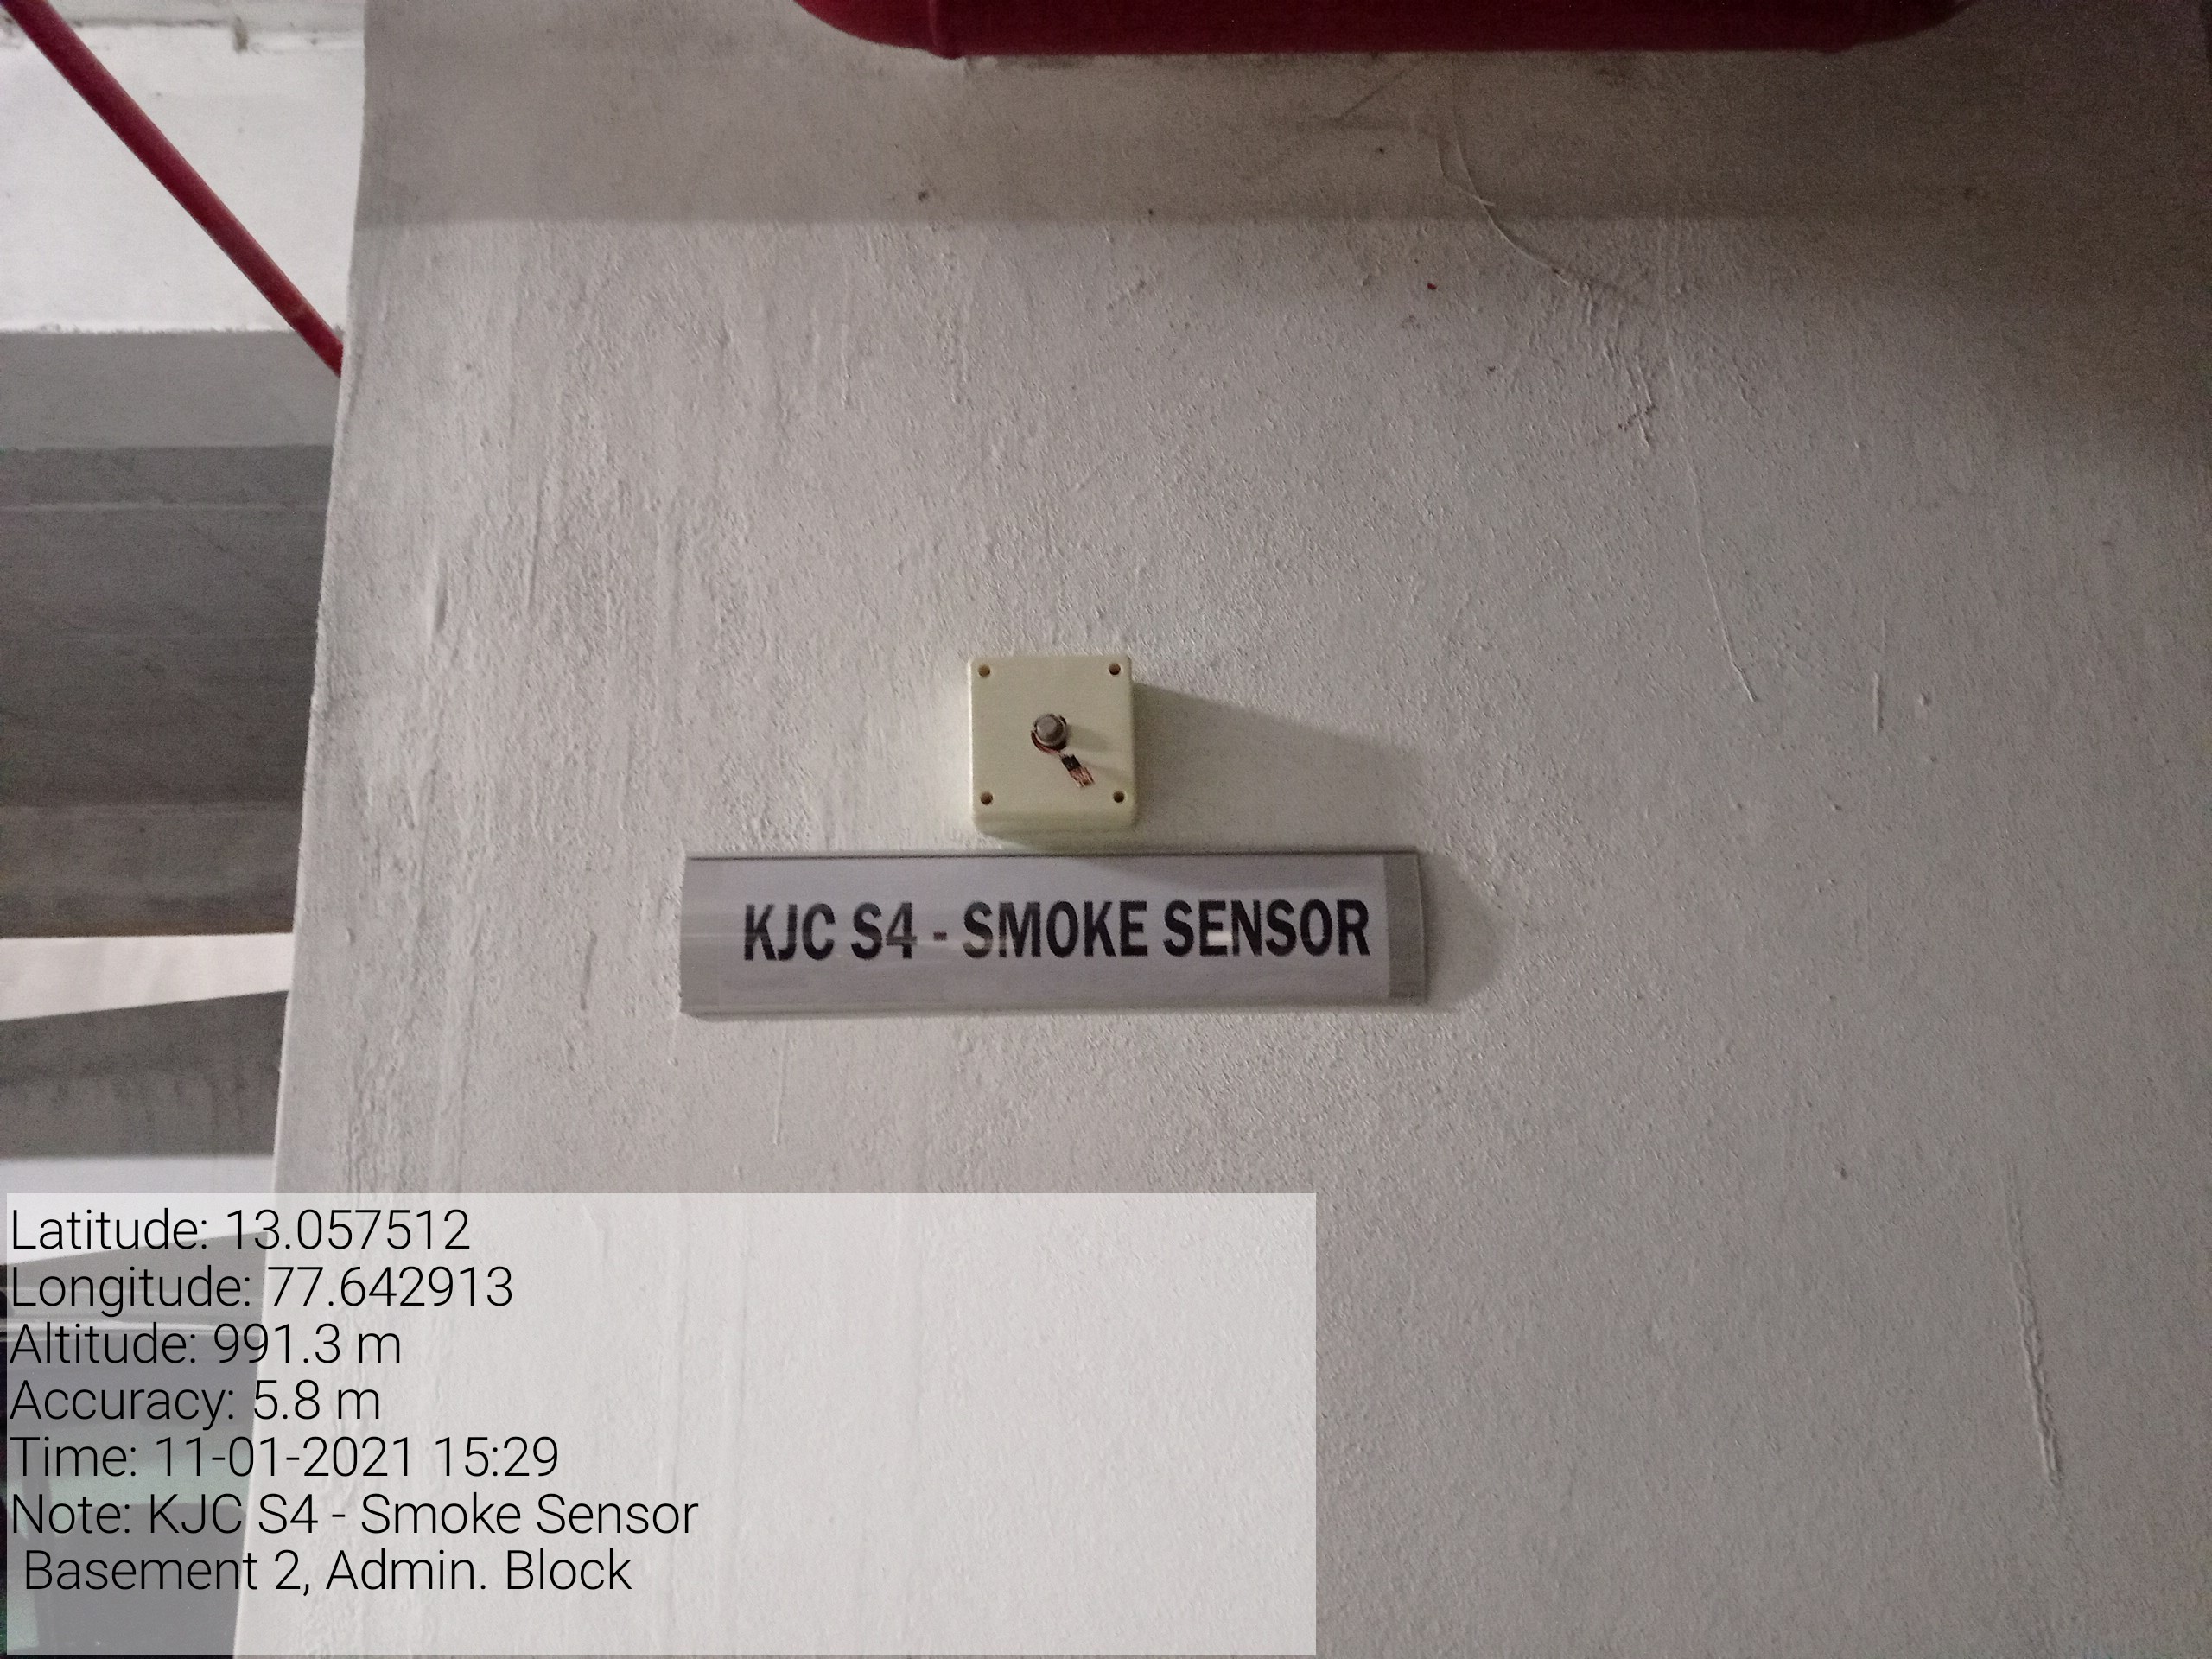 KJC S4 - SMOKE SENSOR
Latitude: 13.057512
Longitude: 77.642913
Altitude: 991.3 m
Accuracy: 5.8 m
Time: 11-01-2021 15:29
Note: KJC S4 - Smoke Sensor
Basement 2, Admin. Block